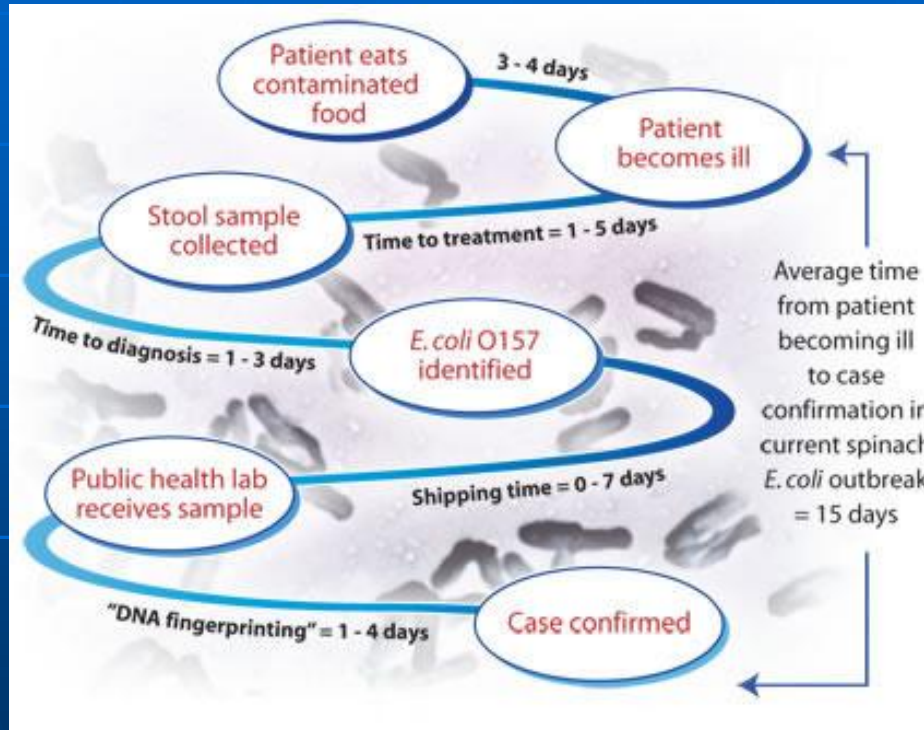 Patient eats
contaminated
food
3 - 4 days
Patient
becomes ill
Time to treatment = 1 - 5 days
Stool sample
collected
Time to diagnosis = 1 - 3 days
E. coli O157
identified
Shipping time = 0 - 7 days
Public health lab
receives sample
"DNA fingerprinting" = 1 - 4 days
Case confirmed
Average time
from patient
becoming ill
to case
confirmation in
current spinach
E. coli outbreak
= 15 days